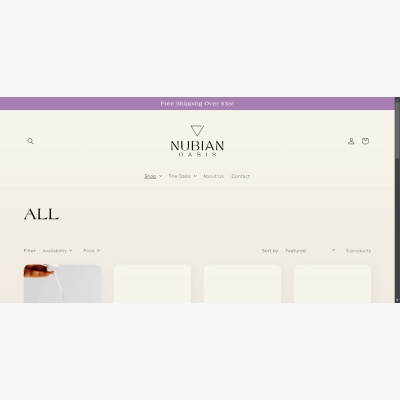 Free Shipping Over $36!
NUBIAN
OASIS
Shop The Oasis About Us Contact
ALL
Filter: Availability Price Sort by: Featured 5 products